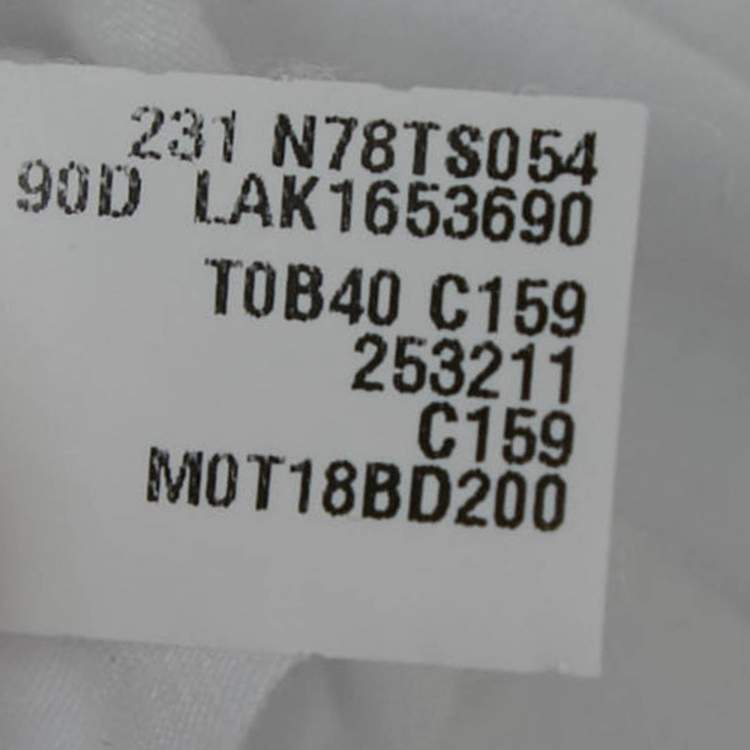 231 N78TS054
90D LAK1653690
T0B40 C159
253211
C159
M0T18BD200